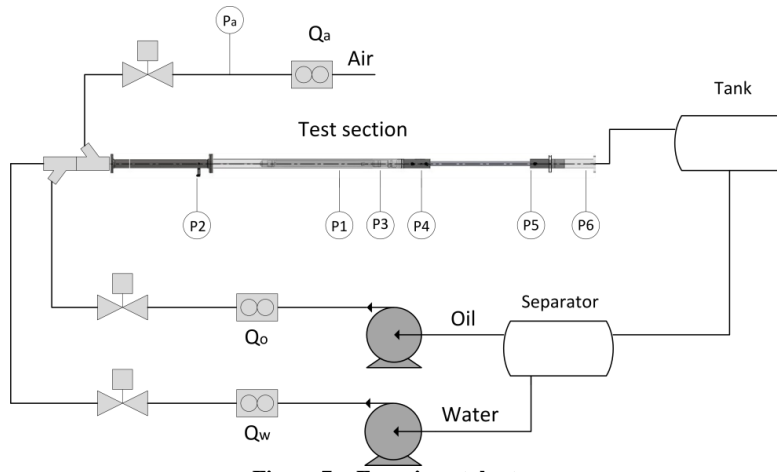 Pa
Qa
Air
Tank
Test section
P2
P1
P3
P4
P5
P6
Separator
Oil
Qo
Water
Qw